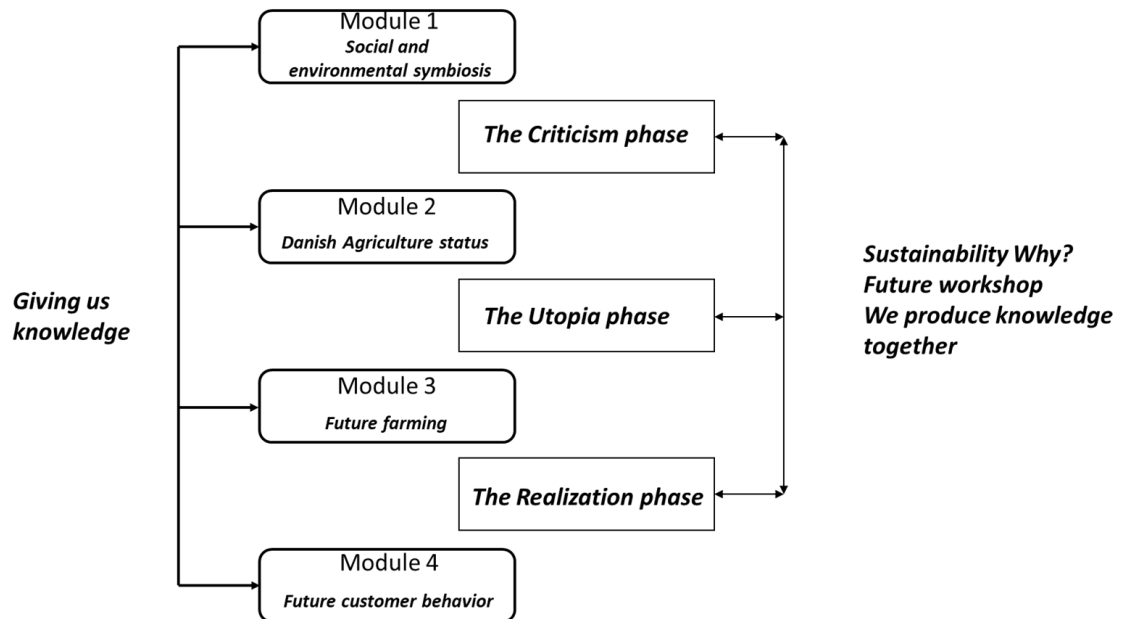 Module 1
Social and
environmental symbiosis
The Criticism phase
Module 2
Danish Agriculture status
Sustainability Why?
Future workshop
We produce knowledge
together
Giving us
knowledge
The Utopia phase
Module 3
Future farming
The Realization phase
Module 4
Future customer behavior